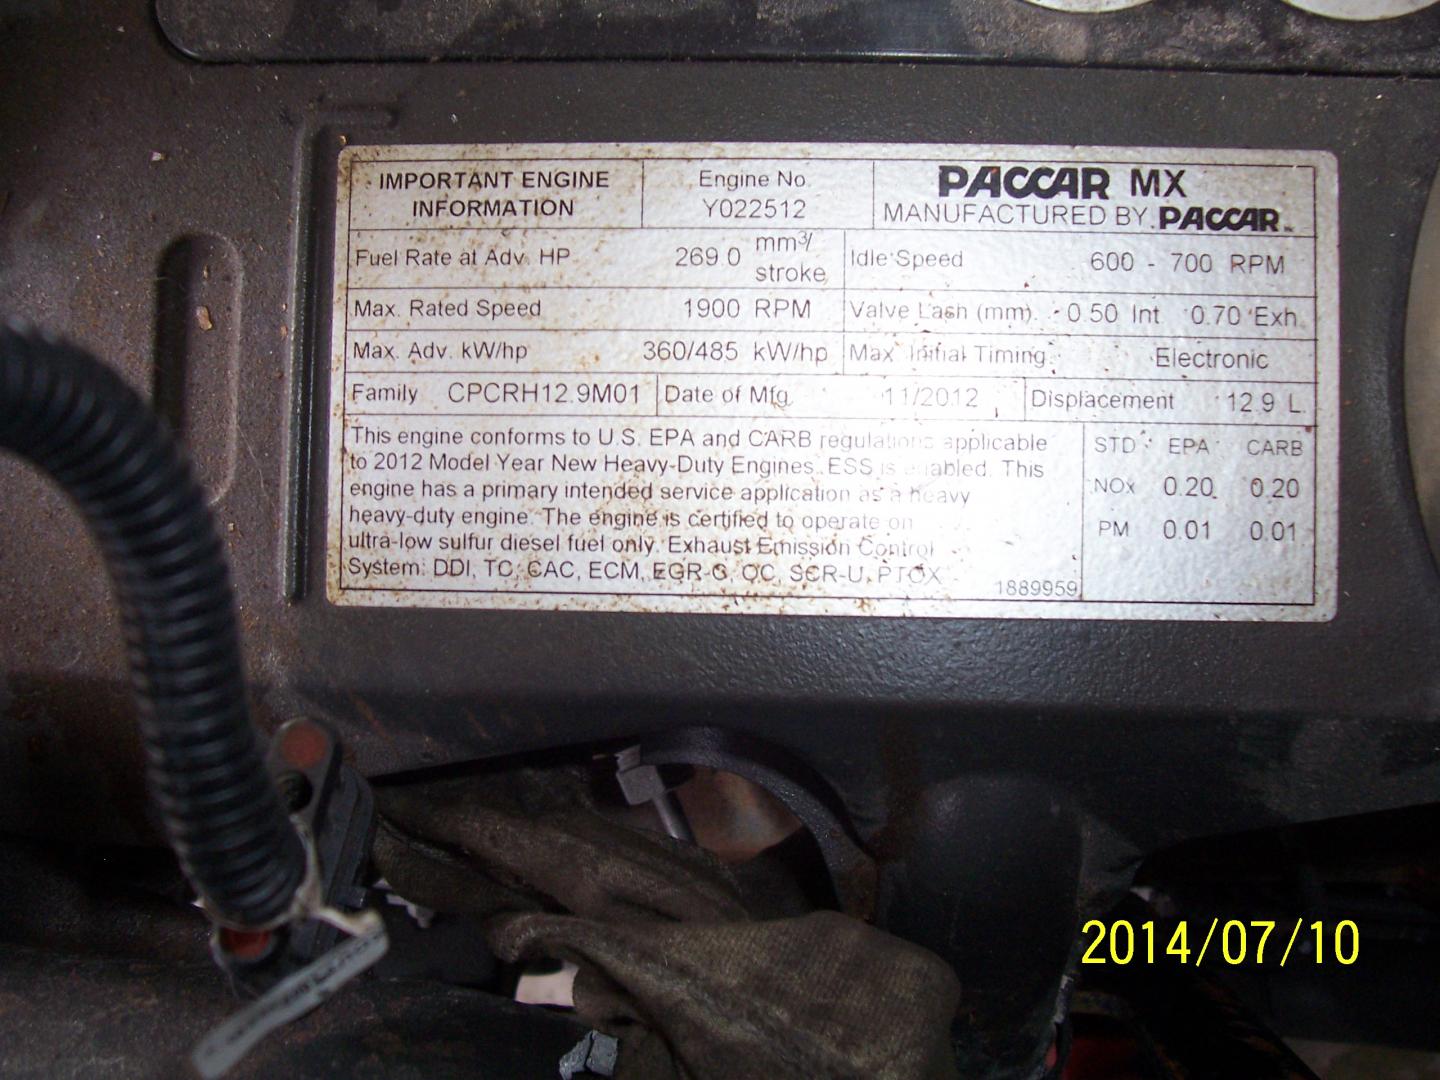 IMPORTANT ENGINE
INFORMATION
Engine No.
Y022512
PACCAR MX
MANUFACTURED BY PACCAR
Fuel Rate at Adv. HP 269.0 mm³/
stroke
Idle Speed 600 - 700 RPM
Max. Rated Speed 1900 RPM
Valve Lash (mm) 0.50 Int. 0.70 Exh.
Max. Adv. kW/hp 360/485 kW/hp
Max. Initial Timing Electronic
Family CPCRH12.9M01
Date of Mfg. 11/2012
Displacement 12.9 L
This engine conforms to U.S. EPA and CARB regulations applicable
to 2012 Model Year New Heavy-Duty Engines. ESS is enabled. This
engine has a primary intended service application as a heavy
heavy-duty engine. The engine is certified to operate on
ultra-low sulfur diesel fuel only. Exhaust Emission Control
System: DDI, TC, CAC, ECM, EGR-C, OC, SCR-U, PTOX
1889959
STD EPA CARB
NOx 0.20 0.20
PM 0.01 0.01
2014/07/10